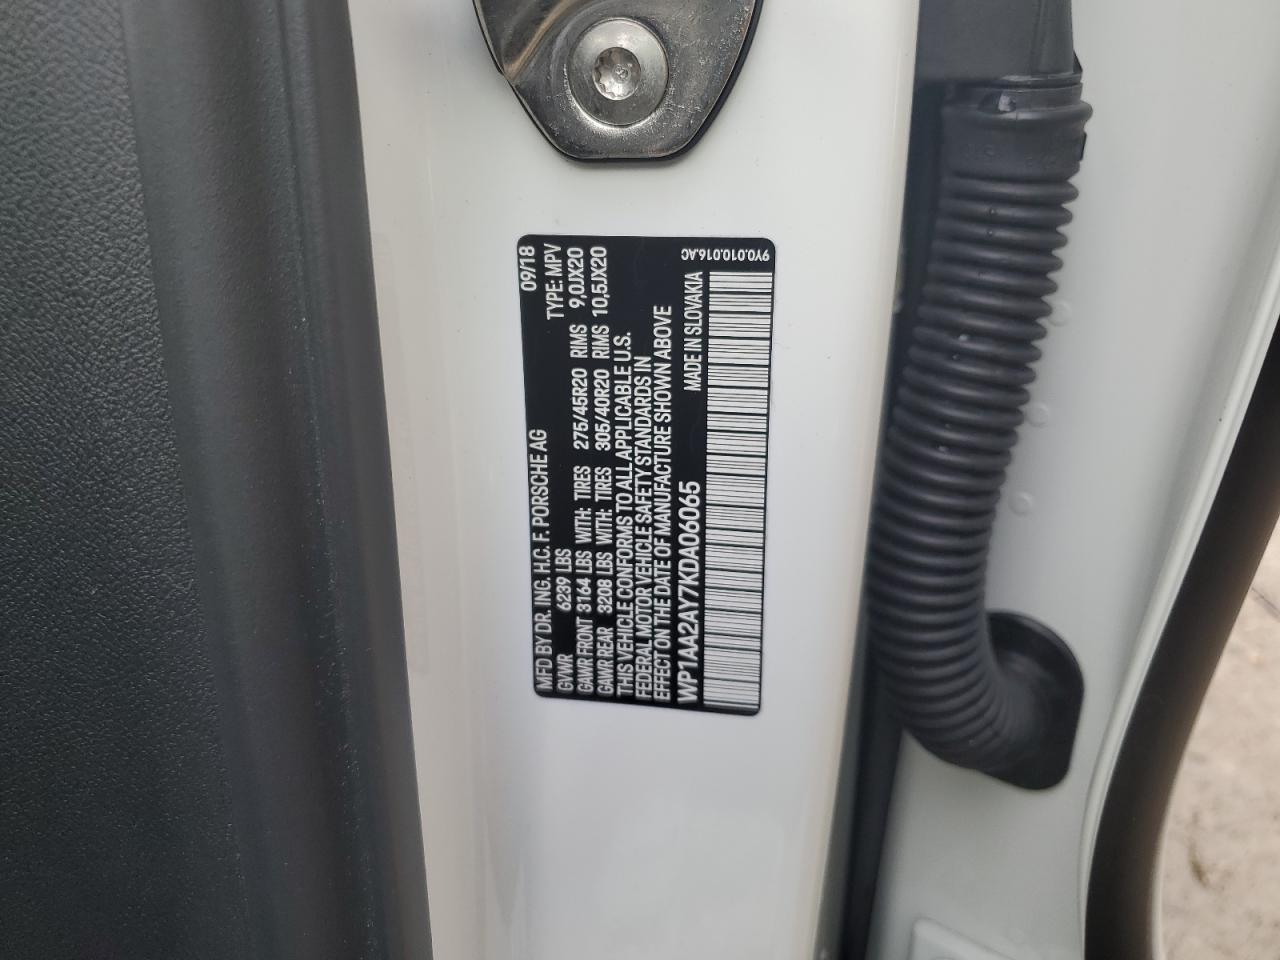 MFD BY DR. ING. H.C. F. PORSCHE AG 09/18
GVWR 6239 LBS TYPE: MPV
GAWR FRONT 3164 LBS WITH: TIRES 275/45R20 RIMS 9,0JX20
GAWR REAR 3208 LBS WITH: TIRES 305/40R20 RIMS 10,5JX20
THIS VEHICLE CONFORMS TO ALL APPLICABLE U.S.
FEDERAL MOTOR VEHICLE SAFETY STANDARDS IN
EFFECT ON THE DATE OF MANUFACTURE SHOWN ABOVE
WP1AA2AY7KDA06065 MADE IN SLOVAKIA
9Y0.010.016.AC